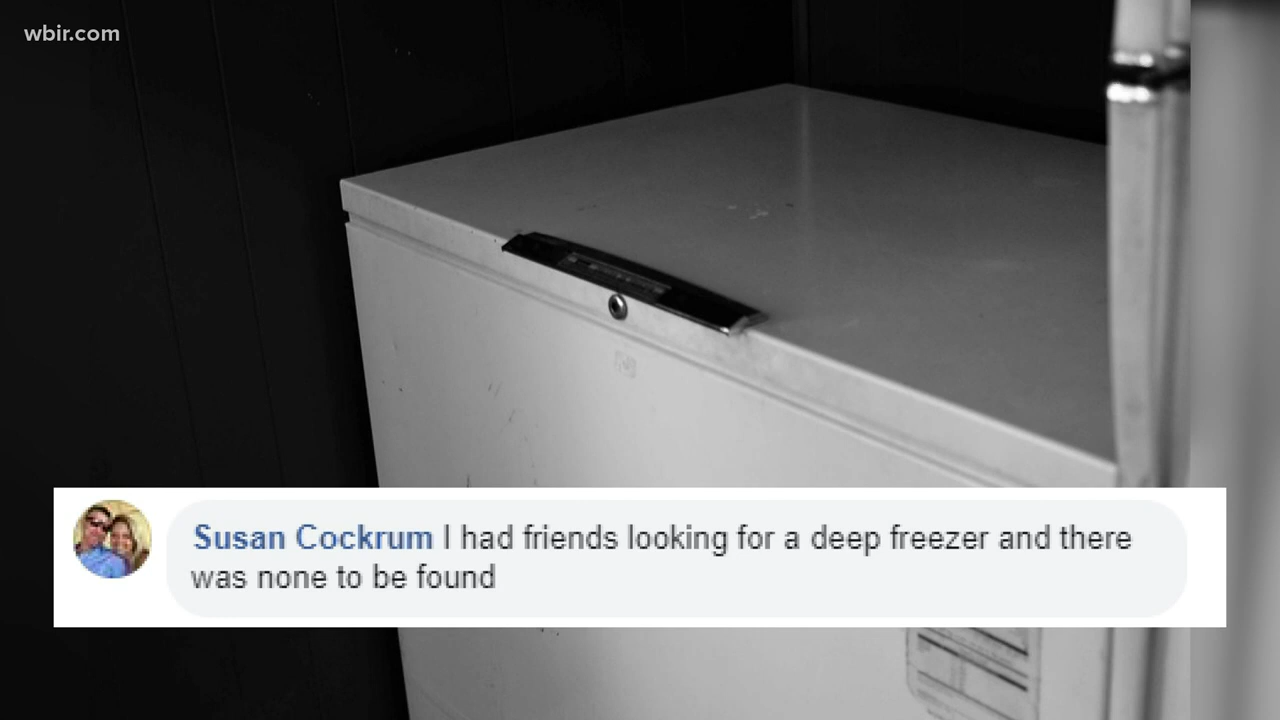 wbir.com
Susan Cockrum I had friends looking for a deep freezer and there
was none to be found